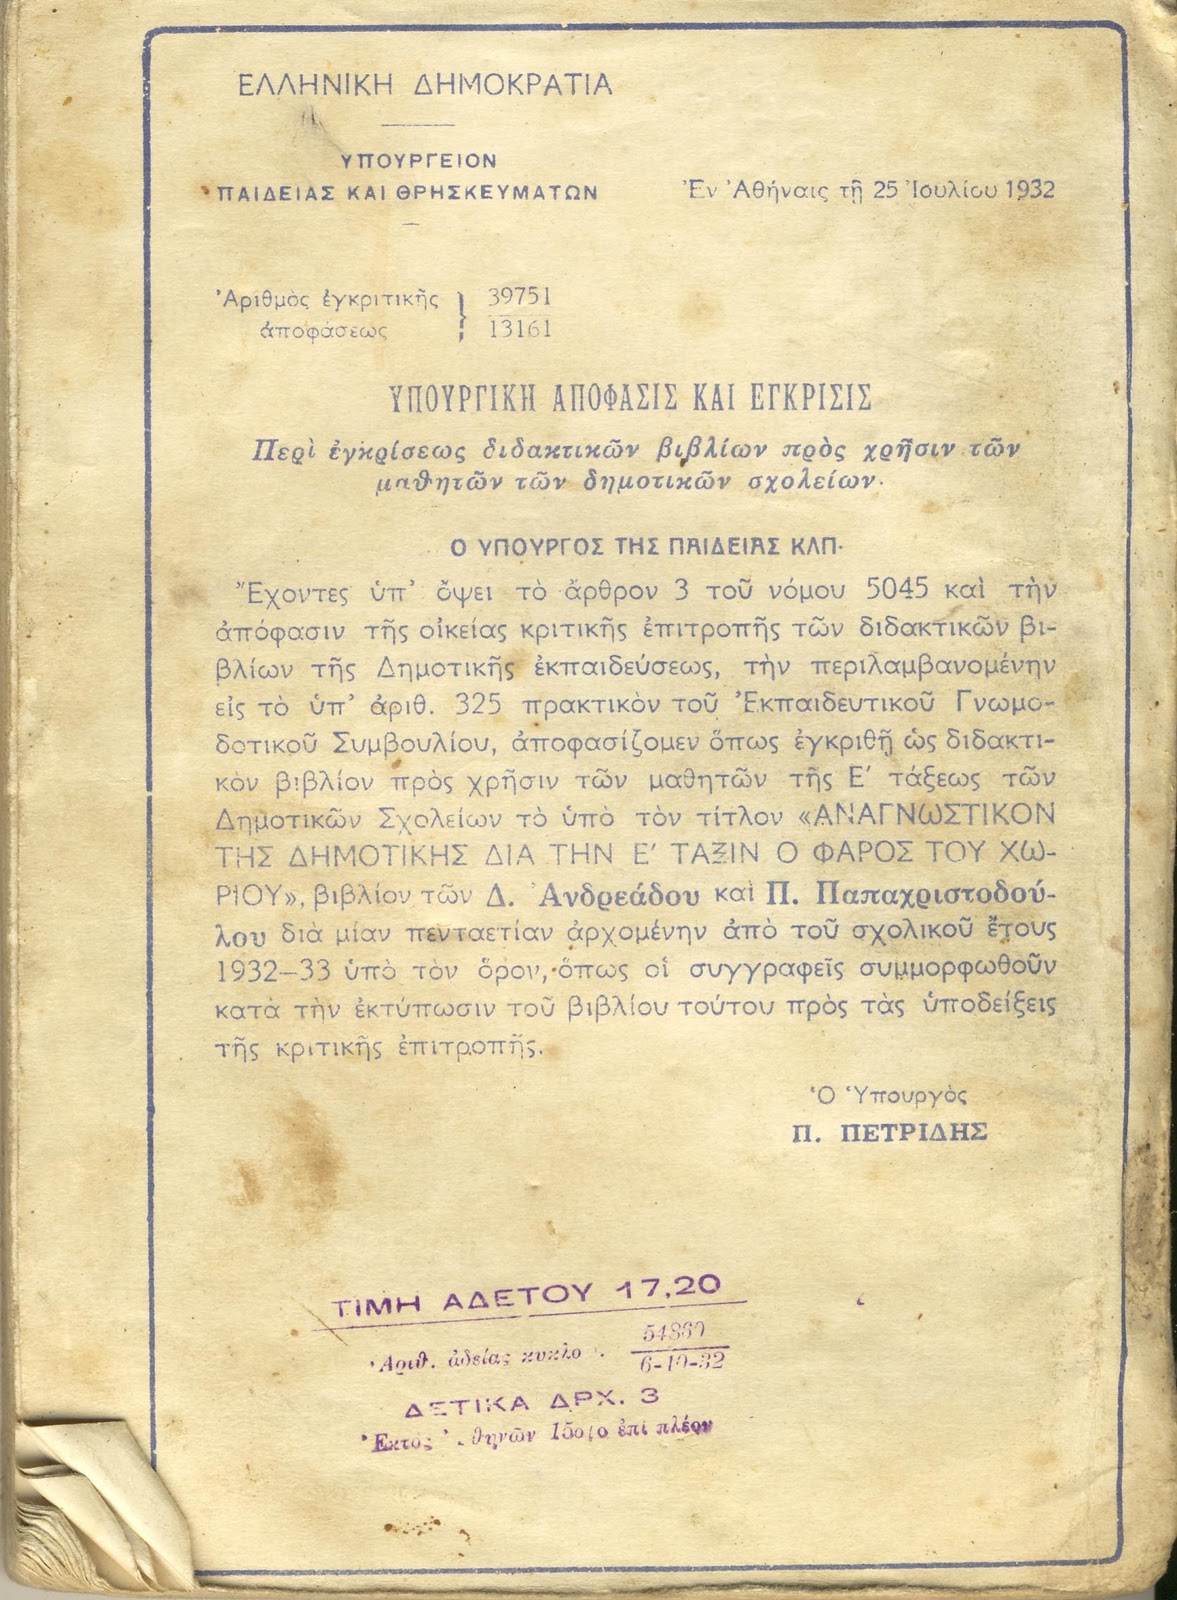 ΕΛΛΗΝΙΚΗ ΔΗΜΟΚΡΑΤΙΑ
ΥΠΟΥΡΓΕΙΟΝ
ΠΑΙΔΕΙΑΣ ΚΑΙ ΘΡΗΣΚΕΥΜΑΤΩΝ
Ἐν Ἀθήναις τῇ 25 Ἰουλίου 1932
Ἀριθμὸς ἐγκριτικῆς } 39751
ἀποφάσεως } 13161
ΥΠΟΥΡΓΙΚΗ ΑΠΟΦΑΣΙΣ ΚΑΙ ΕΓΚΡΙΣΙΣ
Περὶ ἐγκρίσεως διδακτικῶν βιβλίων πρὸς χρῆσιν τῶν
μαθητῶν τῶν δημοτικῶν σχολείων.
Ο ΥΠΟΥΡΓΟΣ ΤΗΣ ΠΑΙΔΕΙΑΣ ΚΛΠ.
Ἔχοντες ὑπ' ὄψει τὸ ἄρθρον 3 τοῦ νόμου 5045 καὶ τὴν
ἀπόφασιν τῆς οἰκείας κριτικῆς ἐπιτροπῆς τῶν διδακτικῶν βι-
βλίων τῆς Δημοτικῆς ἐκπαιδεύσεως, τὴν περιλαμβανομένην
εἰς τὸ ὑπ' ἀριθ. 325 πρακτικὸν τοῦ Ἐκπαιδευτικοῦ Γνωμο-
δοτικοῦ Συμβουλίου, ἀποφασίζομεν ὅπως ἐγκριθῇ ὡς διδακτι-
κὸν βιβλίον πρὸς χρῆσιν τῶν μαθητῶν τῆς Ε' τάξεως τῶν
Δημοτικῶν Σχολείων τὸ ὑπὸ τὸν τίτλον «ΑΝΑΓΝΩΣΤΙΚΟΝ
ΤΗΣ ΔΗΜΟΤΙΚΗΣ ΔΙΑ ΤΗΝ Ε' ΤΑΞΙΝ Ο ΦΑΡΟΣ ΤΟΥ ΧΩ-
ΡΙΟΥ», βιβλίον τῶν Δ. Ἀνδρεάδου καὶ Π. Παπαχριστοδού-
λου διὰ μίαν πενταετίαν ἀρχομένην ἀπὸ τοῦ σχολικοῦ ἔτους
1932—33 ὑπὸ τὸν ὅρον, ὅπως οἱ συγγραφεῖς συμμορφωθοῦν
κατὰ τὴν ἐκτύπωσιν τοῦ βιβλίου τούτου πρὸς τὰς ὑποδείξεις
τῆς κριτικῆς ἐπιτροπῆς.
Ὁ Ὑπουργὸς
Π. ΠΕΤΡΙΔΗΣ
ΤΙΜΗ ΑΔΕΤΟΥ 17,20
Ἀριθ. ἀδείας
6-10-32
ΔΕΤΙΚΑ ΔΡΧ. 3
Ἐκτὸς 15ο)ο ἐπὶ πλέον